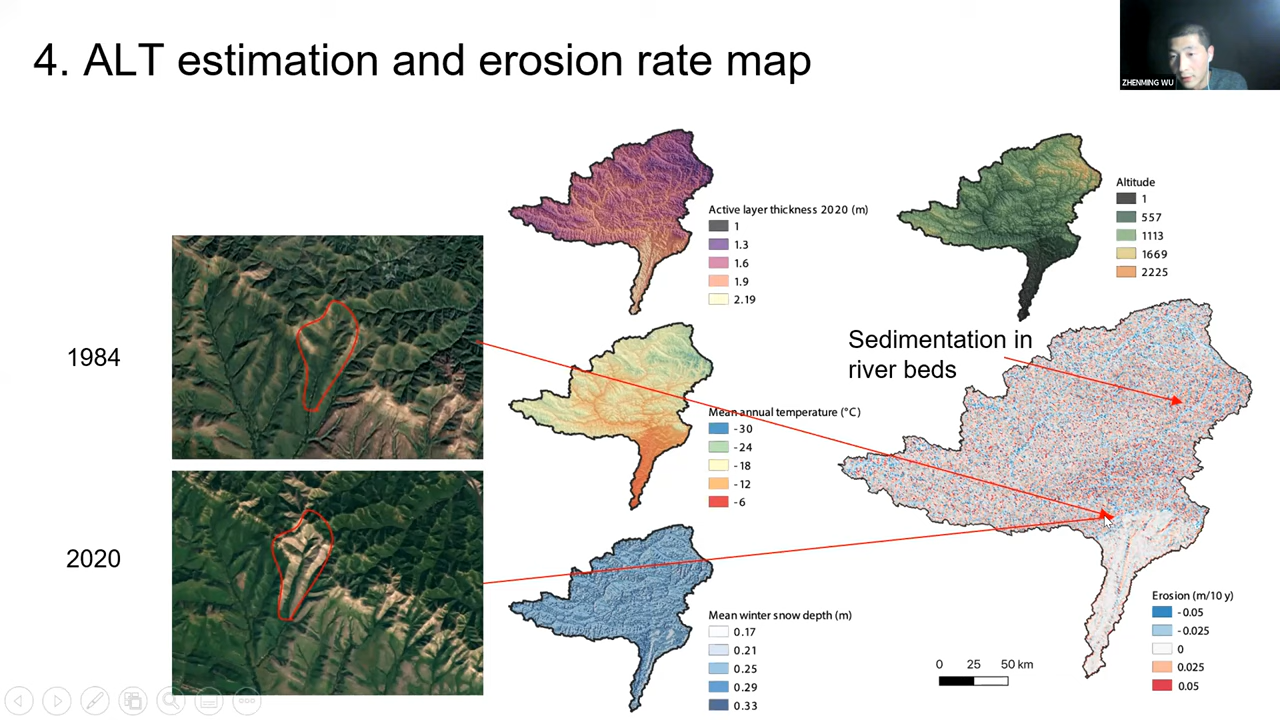 4. ALT estimation and erosion rate map
ZHENMING WU
Active layer thickness 2020 (m)
1
1.3
1.6
1.9
2.19
Altitude
1
557
1113
1669
2225
1984
2020
Mean annual temperature (°C)
-30
-24
-18
-12
-6
Sedimentation in
river beds
Mean winter snow depth (m)
0.17
0.21
0.25
0.29
0.33
0 25 50 km
Erosion (m/10 y)
-0.05
-0.025
0
0.025
0.05